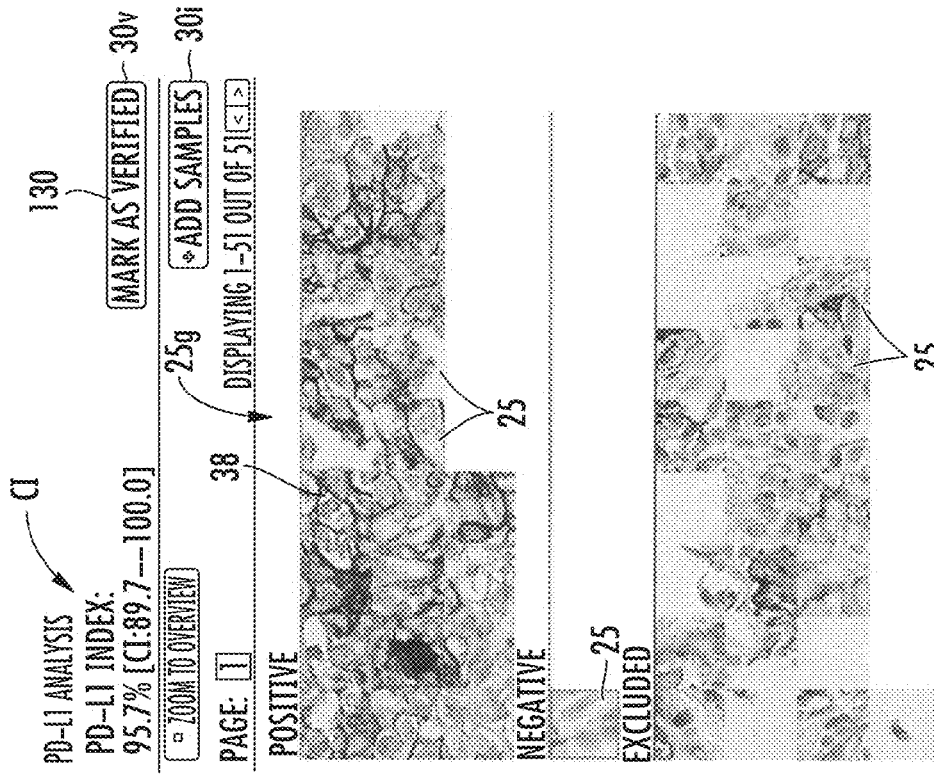 CI
130
PD-L1 ANALYSIS
PD-L1 INDEX:
95.7% [CI:89.7--100.0]
MARK AS VERIFIED
30v
ZOOM TO OVERVIEW
+ADD SAMPLES
30i
38
25g
PAGE: 1
DISPLAYING 1-51 OUT OF 51 < >
POSITIVE
25
NEGATIVE
25
EXCLUDED
25